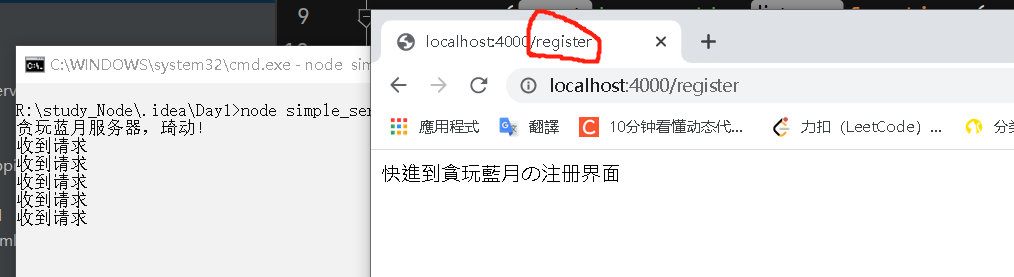 9
C:\WINDOWS\system32\cmd.exe - node sim
R:\study_Node\.idea\Day1>node simple_ser
贪玩蓝月服务器，琦动!
收到请求
收到请求
收到请求
收到请求
收到请求
localhost:4000/register
localhost:4000/register
應用程式
翻譯
10分钟看懂动态代...
力扣（LeetCode）...
分类
快進到貪玩藍月の注册界面